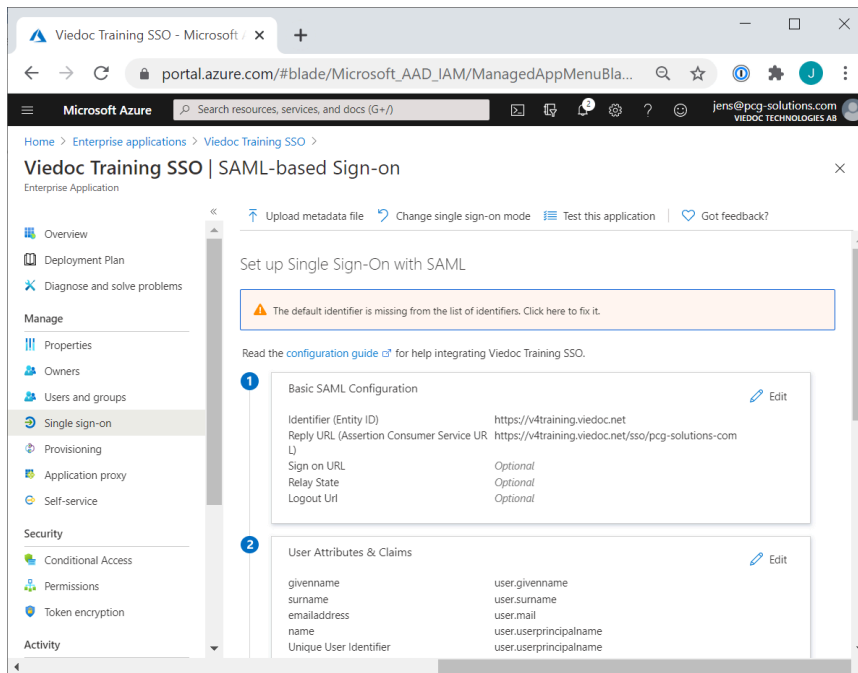 Viedoc Training SSO - Microsoft A
portal.azure.com/#blade/Microsoft_AAD_IAM/ManagedAppMenuBla...
J
Microsoft Azure
Search resources, services, and docs (G+/)
2
jens@pcg-solutions.com
VIEDOC TECHNOLOGIES AB
Home > Enterprise applications > Viedoc Training SSO >
Viedoc Training SSO | SAML-based Sign-on
Enterprise Application
Upload metadata file
Change single sign-on mode
Test this application
Got feedback?
Overview
Deployment Plan
Diagnose and solve problems
Manage
Properties
Owners
Users and groups
Single sign-on
Provisioning
Application proxy
Self-service
Security
Conditional Access
Permissions
Token encryption
Activity
Set up Single Sign-On with SAML
The default identifier is missing from the list of identifiers. Click here to fix it.
Read the configuration guide for help integrating Viedoc Training SSO.
1
Basic SAML Configuration
Edit
Identifier (Entity ID) https://v4training.viedoc.net
Reply URL (Assertion Consumer Service UR https://v4training.viedoc.net/sso/pcg-solutions-com
L)
Sign on URL Optional
Relay State Optional
Logout Url Optional
2
User Attributes & Claims
Edit
givenname user.givenname
surname user.surname
emailaddress user.mail
name user.userprincipalname
Unique User Identifier user.userprincipalname